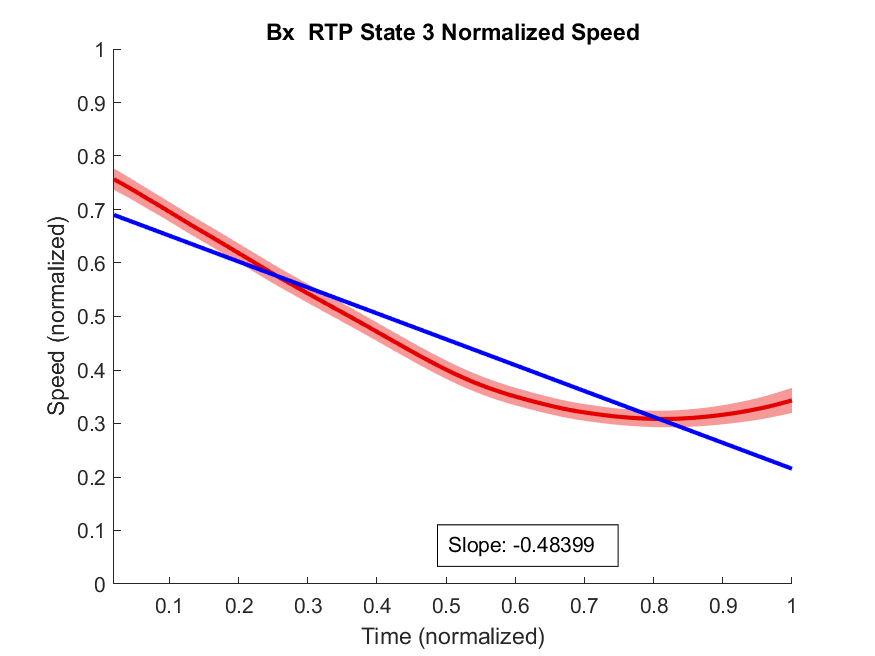 Bx  RTP State 3 Normalized Speed
1
0.9
0.8
0.7
0.6
0.5
0.4
0.3
0.2
0.1
0
Speed (normalized)
Slope: -0.48399
0.1 0.2 0.3 0.4 0.5 0.6 0.7 0.8 0.9 1
Time (normalized)